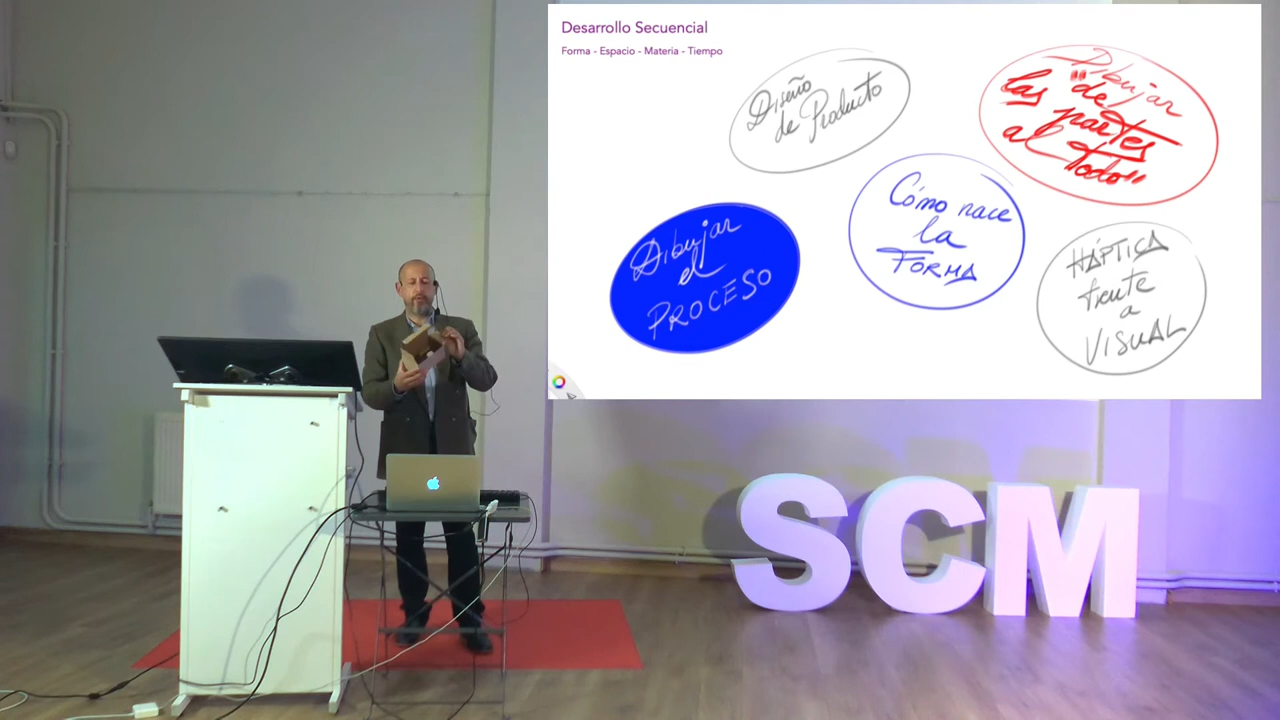 Desarrollo Secuencial
Forma - Espacio - Materia - Tiempo
Diseño
de Producto
Dibujar
"de
las partes
al Todo"
Cómo nace
la
FORMA
Dibujar
el
PROCESO
HÁPTICA
frente
a
VISUAL
SCM